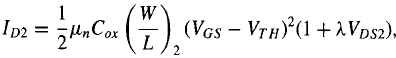 I_{D2} = \frac{1}{2} \mu_n C_{ox} \left( \frac{W}{L} \right)_2 (V_{GS} - V_{TH})^2 (1 + \lambda V_{DS2}),